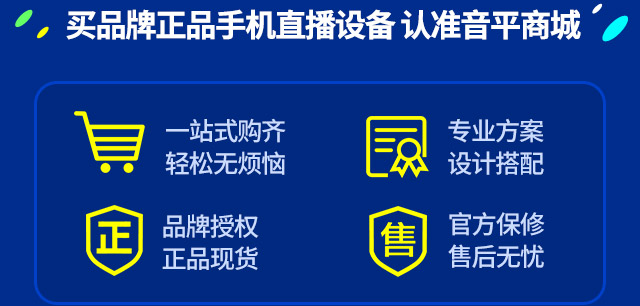 买品牌正品手机直播设备 认准音平商城
一站式购齐
轻松无烦恼
专业方案
设计搭配
正
品牌授权
正品现货
售
官方保修
售后无忧